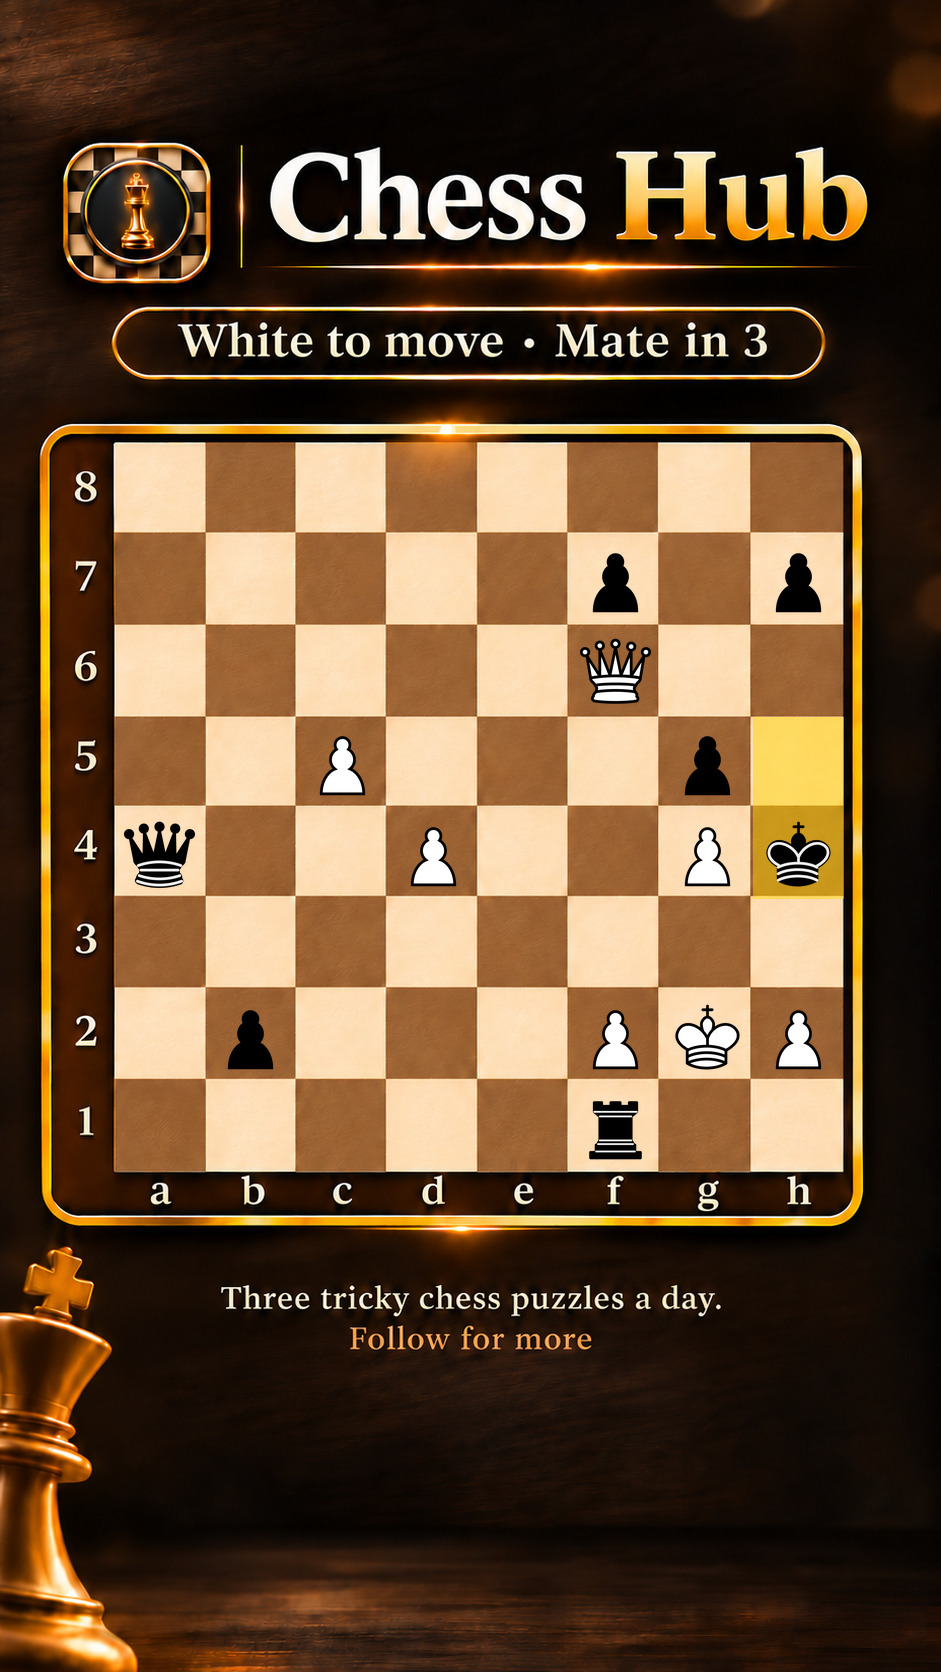 Chess Hub
White to move • Mate in 3
8
7
6
5
4
3
2
1
a b c d e f g h
Three tricky chess puzzles a day.
Follow for more